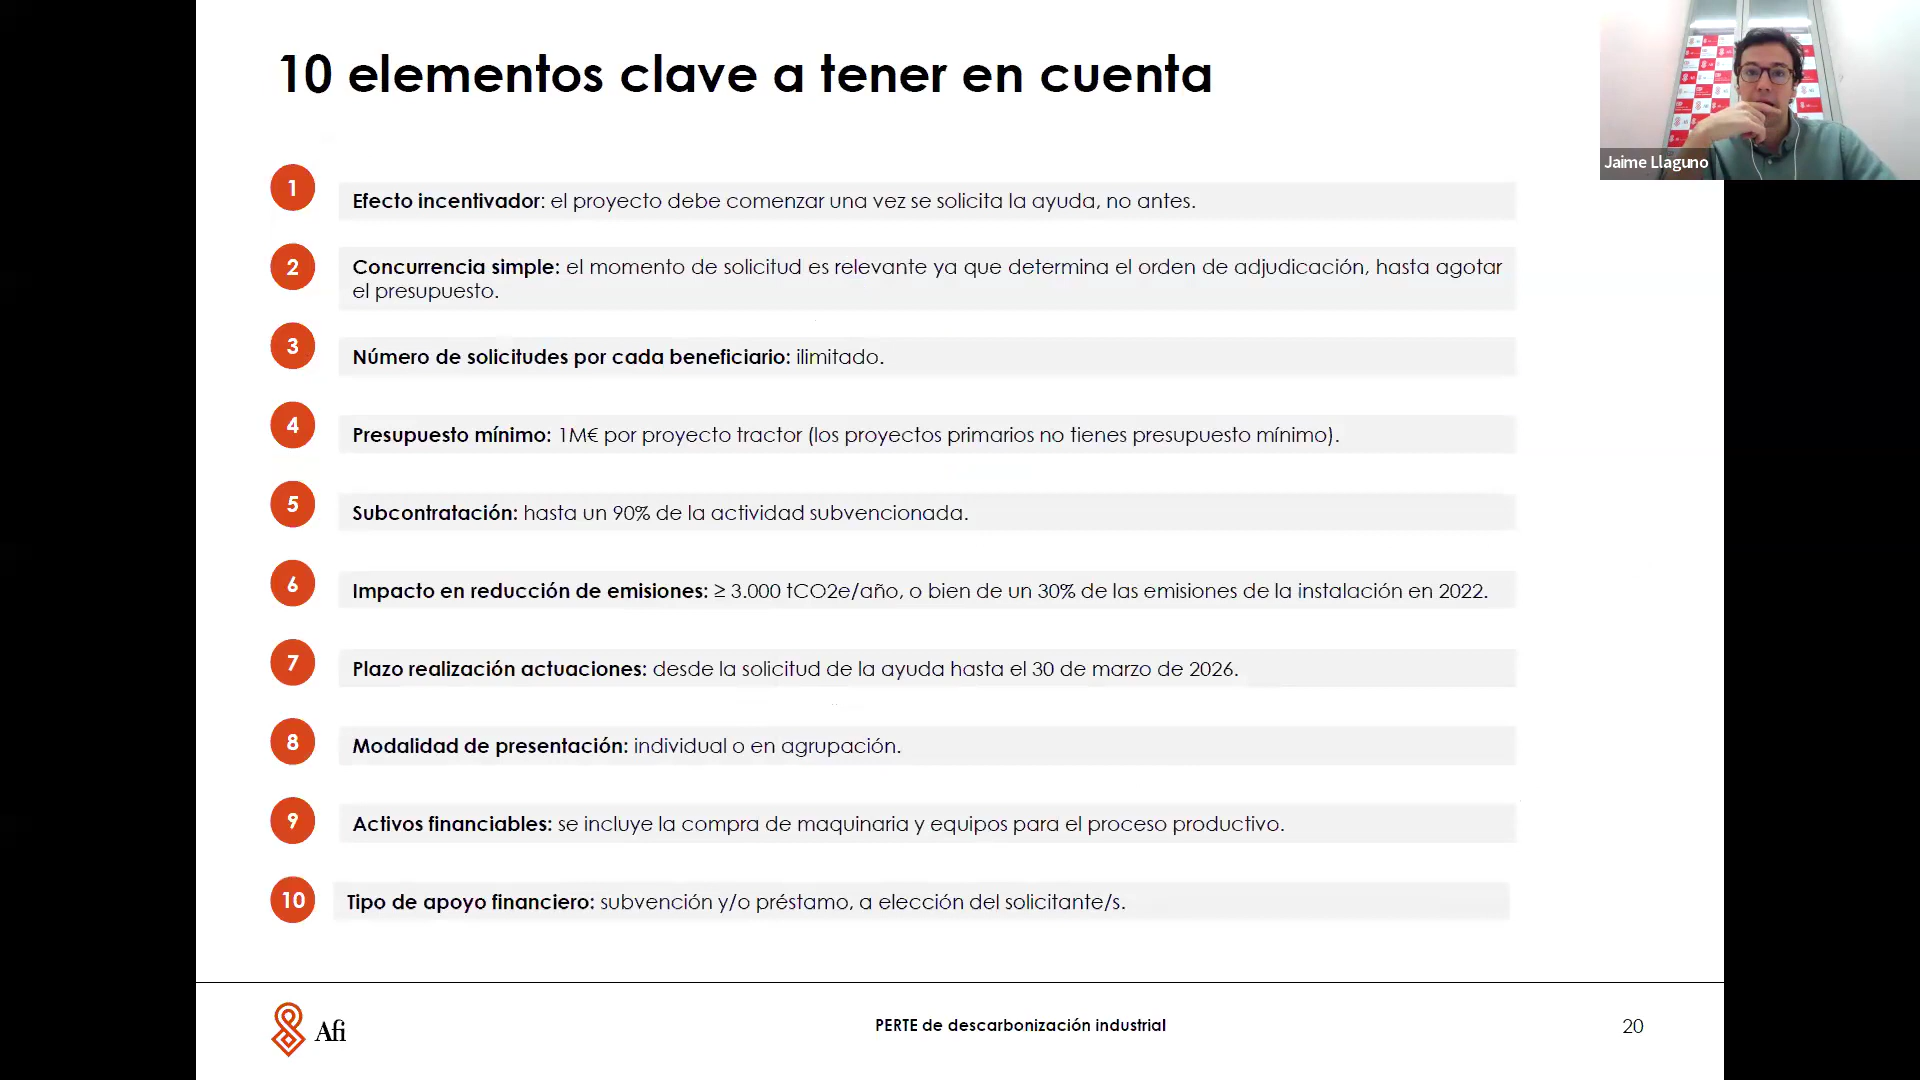 10 elementos clave a tener en cuenta
Jaime Llaguno
1
Efecto incentivador: el proyecto debe comenzar una vez se solicita la ayuda, no antes.
2
Concurrencia simple: el momento de solicitud es relevante ya que determina el orden de adjudicación, hasta agotar
el presupuesto.
3
Número de solicitudes por cada beneficiario: ilimitado.
4
Presupuesto mínimo: 1M€ por proyecto tractor (los proyectos primarios no tienes presupuesto mínimo).
5
Subcontratación: hasta un 90% de la actividad subvencionada.
6
Impacto en reducción de emisiones: ≥ 3.000 tCO2e/año, o bien de un 30% de las emisiones de la instalación en 2022.
7
Plazo realización actuaciones: desde la solicitud de la ayuda hasta el 30 de marzo de 2026.
8
Modalidad de presentación: individual o en agrupación.
9
Activos financiables: se incluye la compra de maquinaria y equipos para el proceso productivo.
10
Tipo de apoyo financiero: subvención y/o préstamo, a elección del solicitante/s.
Afi
PERTE de descarbonización industrial
20